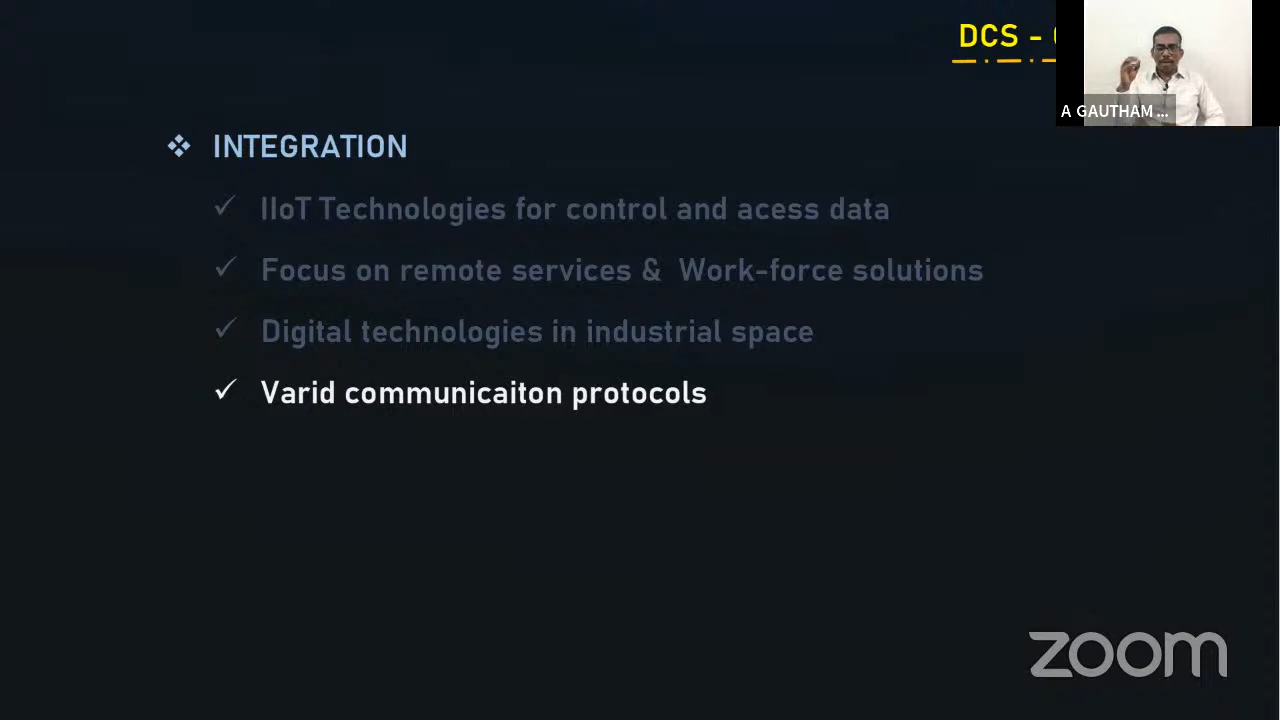 DCS -
A GAUTHAM ...
INTEGRATION
IIoT Technologies for control and acess data
Focus on remote services & Work-force solutions
Digital technologies in industrial space
Varid communicaiton protocols
zoom